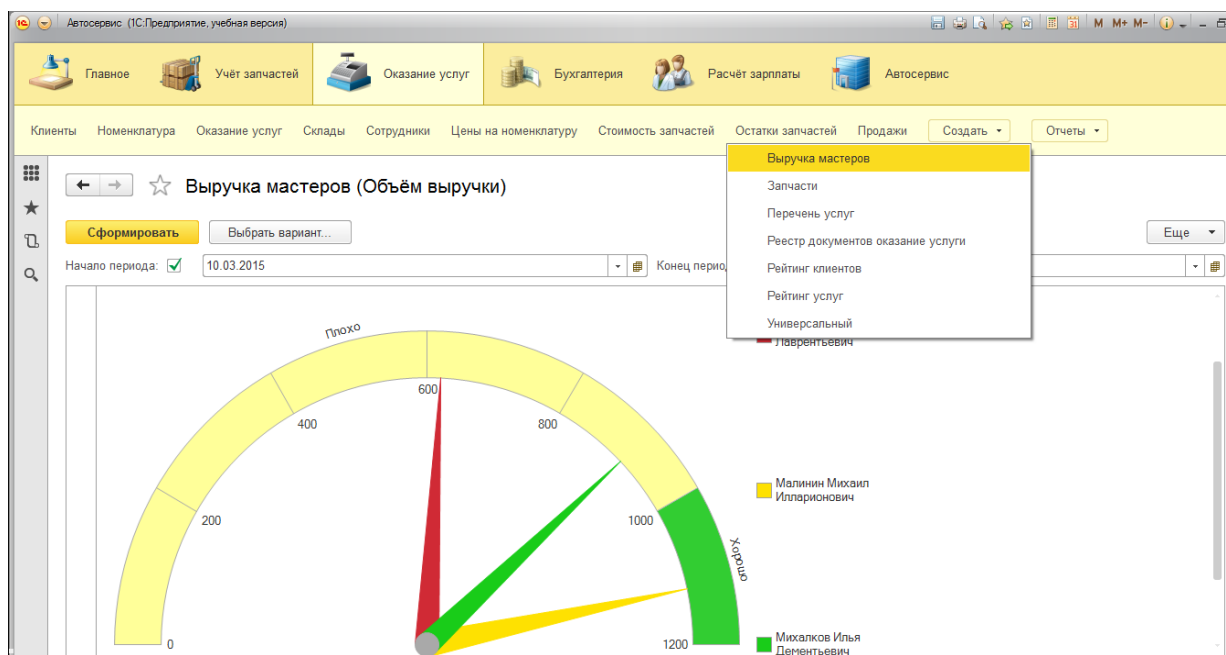 Автосервис (1С:Предприятие, учебная версия)
M M+ M-
Главное Учёт запчастей Оказание услуг Бухгалтерия Расчёт зарплаты Автосервис
Клиенты Номенклатура Оказание услуг Склады Сотрудники Цены на номенклатуру Стоимость запчастей Остатки запчастей Продажи Создать Отчеты
Выручка мастеров
Запчасти
Перечень услуг
Реестр документов оказание услуги
Рейтинг клиентов
Рейтинг услуг
Универсальный
Выручка мастеров (Объём выручки)
Сформировать Выбрать вариант... Еще
Начало периода: 10.03.2015 Конец перио
Лаврентьевич
Плохо
600
400 800
Малинин Михаил
Илларионович
200 1000
Хорошо
0 1200
Михалков Илья
Дементьевич